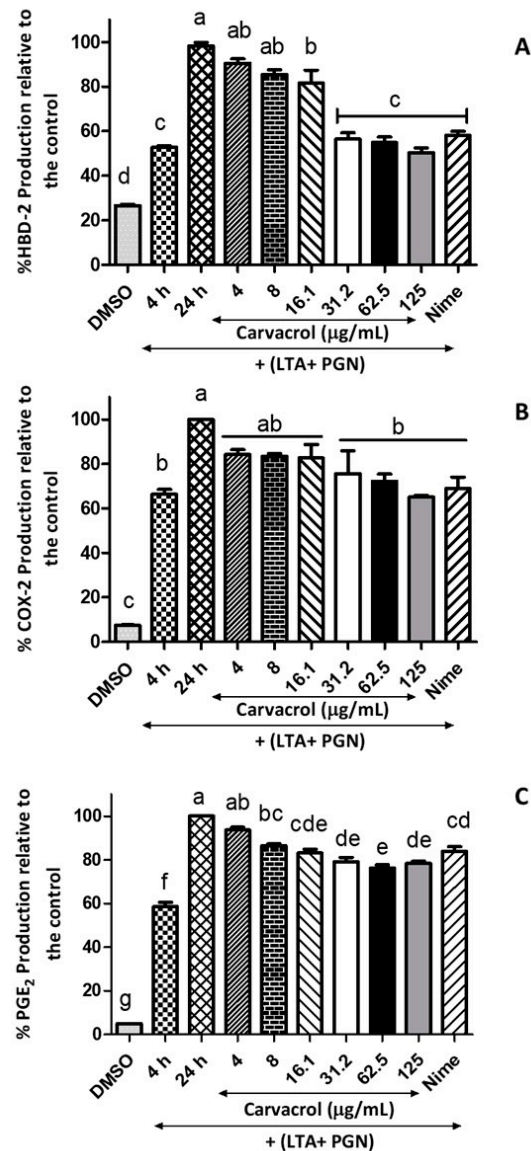 A
%HBD-2 Production relative to
the control
100
80
60
40
20
0
d
c
a
ab
ab
b
c
DMSO
4 h
24 h
4
8
16.1
31.2
62.5
125
Nime
Carvacrol (µg/mL)
+ (LTA+ PGN)
B
% COX-2 Production relative to
the control
100
80
60
40
20
0
c
b
a
ab
b
DMSO
4 h
24 h
4
8
16.1
31.2
62.5
125
Nime
Carvacrol (µg/mL)
+ (LTA+ PGN)
C
% PGE₂ Production relative to
the control
100
80
60
40
20
0
g
f
a
ab
bc
cde
de
e
de
cd
DMSO
4 h
24 h
4
8
16.1
31.2
62.5
125
Nime
Carvacrol (µg/mL)
+ (LTA+ PGN)